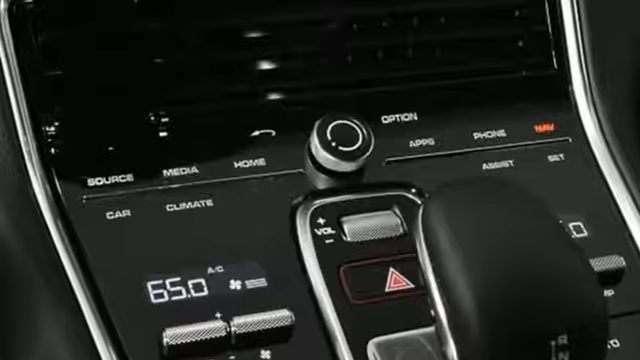 OPTION
SOURCE MEDIA HOME APPS PHONE NAV
CAR CLIMATE ASSIST SET
+
VOL
-
A/C
65.0
+
-
R